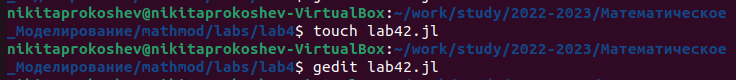 nikitaprokoshev@nikitaprokoshev-VirtualBox:~/work/study/2022-2023/Математическое
_Моделирование/mathmod/labs/lab4$ touch lab42.jl
nikitaprokoshev@nikitaprokoshev-VirtualBox:~/work/study/2022-2023/Математическое
_Моделирование/mathmod/labs/lab4$ gedit lab42.jl